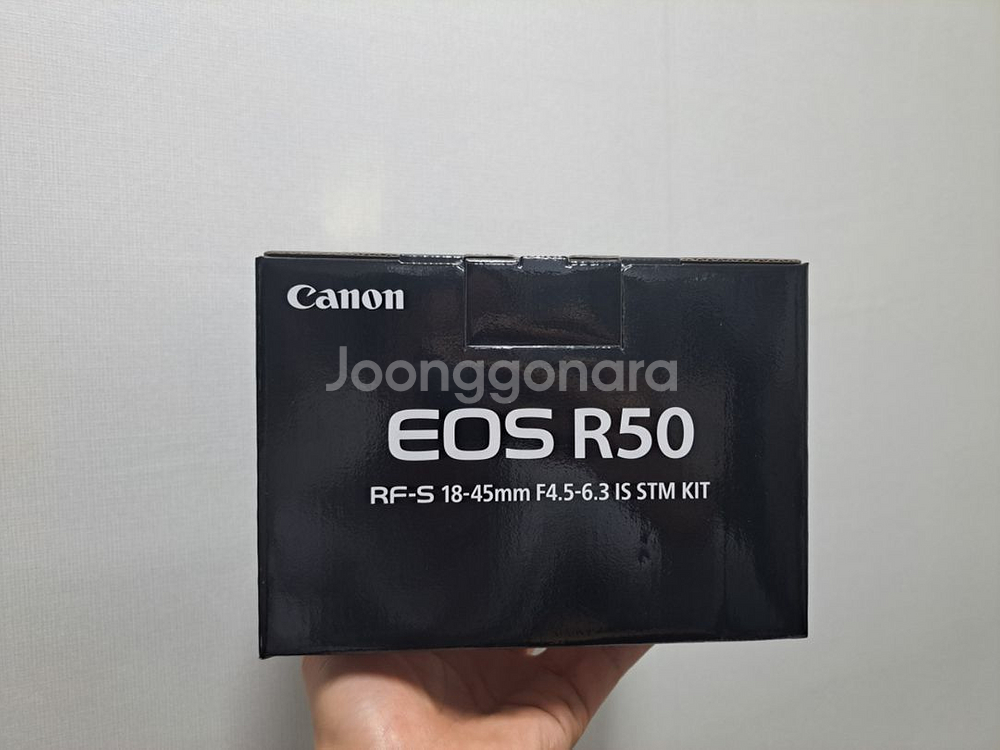 Canon
Joonggonara
EOS R50
RF-S 18-45mm F4.5-6.3 IS STM KIT